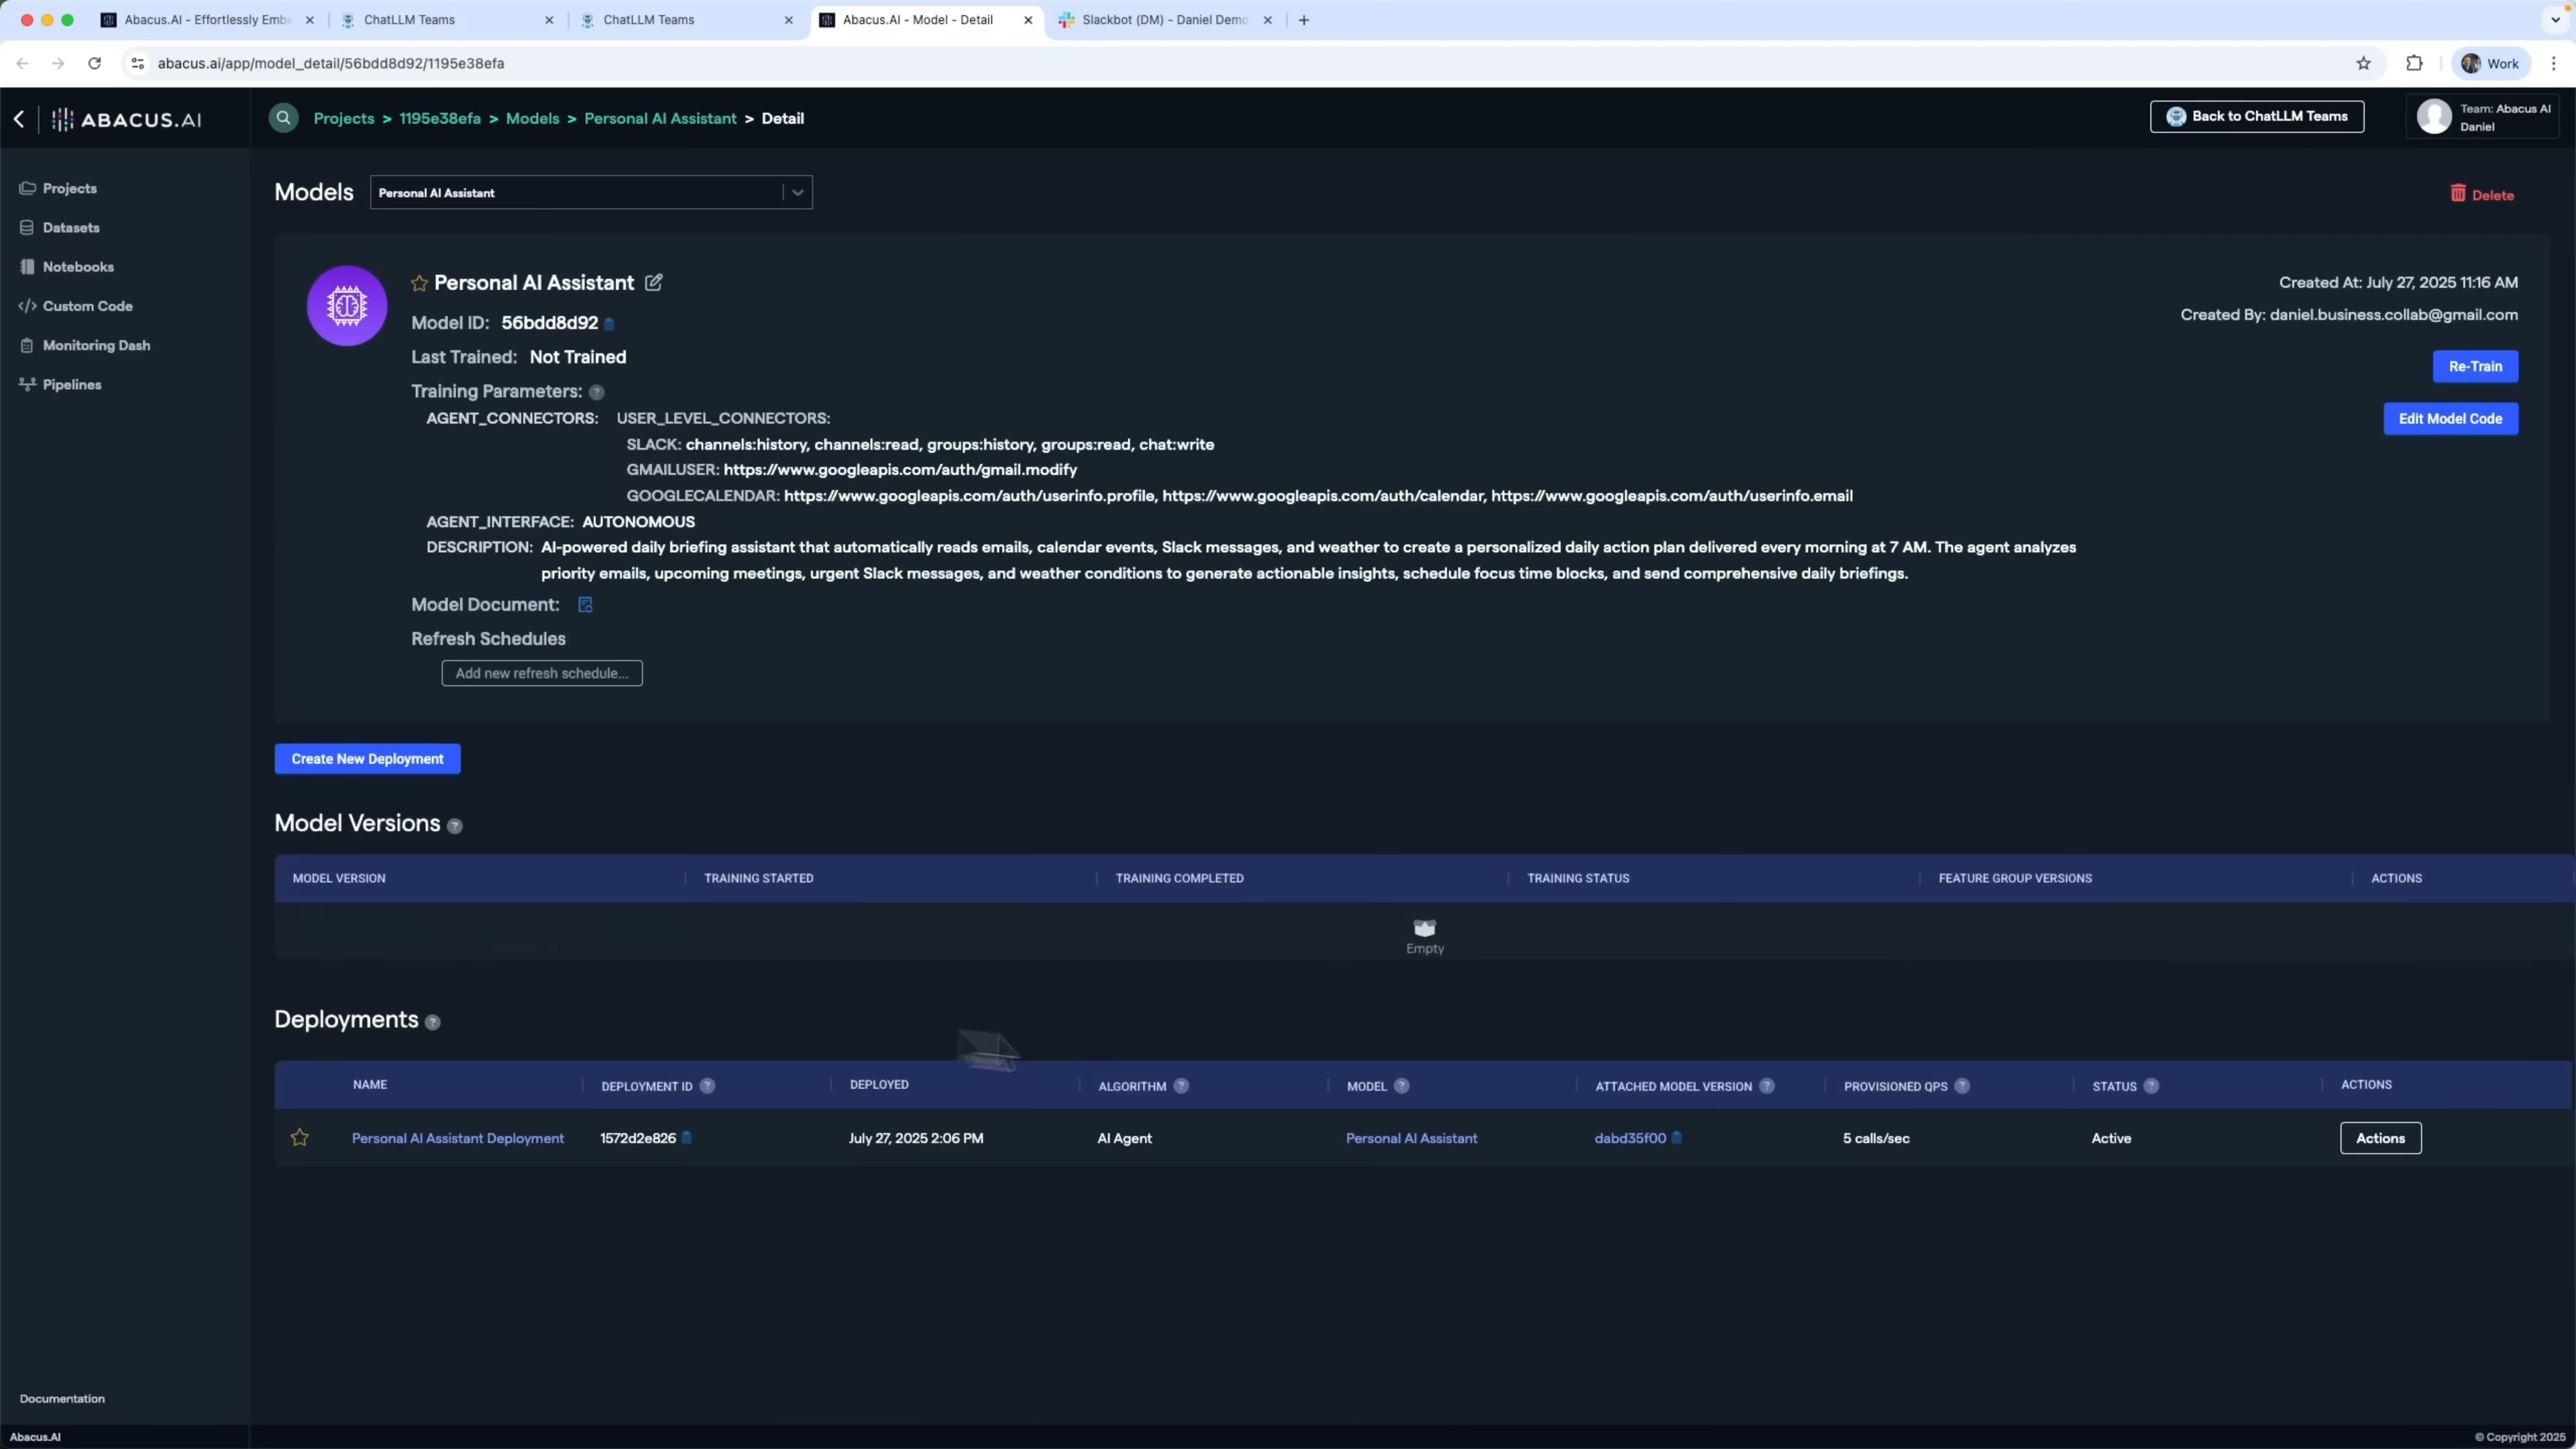 Abacus.AI - Effortlessly Embe
ChatLLM Teams
ChatLLM Teams
Abacus.AI - Model - Detail
Slackbot (DM) - Daniel Demo
abacus.ai/app/model_detail/56bdd8d92/1195e38efa
Work
ABACUS.AI
Projects > 1195e38efa > Models > Personal AI Assistant > Detail
Back to ChatLLM Teams
Team: Abacus AI
Daniel
Projects
Datasets
Notebooks
Custom Code
Monitoring Dash
Pipelines
Models
Personal AI Assistant
Delete
Personal AI Assistant
Created At: July 27, 2025 11:16 AM
Model ID: 56bdd8d92
Created By: daniel.business.collab@gmail.com
Last Trained: Not Trained
Re-Train
Training Parameters: ?
AGENT_CONNECTORS: USER_LEVEL_CONNECTORS:
Edit Model Code
SLACK: channels:history, channels:read, groups:history, groups:read, chat:write
GMAILUSER: https://www.googleapis.com/auth/gmail.modify
GOOGLECALENDAR: https://www.googleapis.com/auth/userinfo.profile, https://www.googleapis.com/auth/calendar, https://www.googleapis.com/auth/userinfo.email
AGENT_INTERFACE: AUTONOMOUS
DESCRIPTION: AI-powered daily briefing assistant that automatically reads emails, calendar events, Slack messages, and weather to create a personalized daily action plan delivered every morning at 7 AM. The agent analyzes
priority emails, upcoming meetings, urgent Slack messages, and weather conditions to generate actionable insights, schedule focus time blocks, and send comprehensive daily briefings.
Model Document:
Refresh Schedules
Add new refresh schedule...
Create New Deployment
Model Versions ?
MODEL VERSION TRAINING STARTED TRAINING COMPLETED TRAINING STATUS FEATURE GROUP VERSIONS ACTIONS
Empty
Deployments ?
NAME DEPLOYMENT ID ? DEPLOYED ALGORITHM ? MODEL ? ATTACHED MODEL VERSION ? PROVISIONED QPS ? STATUS ? ACTIONS
Personal AI Assistant Deployment 1572d2e826 July 27, 2025 2:06 PM AI Agent Personal AI Assistant dabd35f00 5 calls/sec Active Actions
Documentation
Abacus.AI
© Copyright 2025